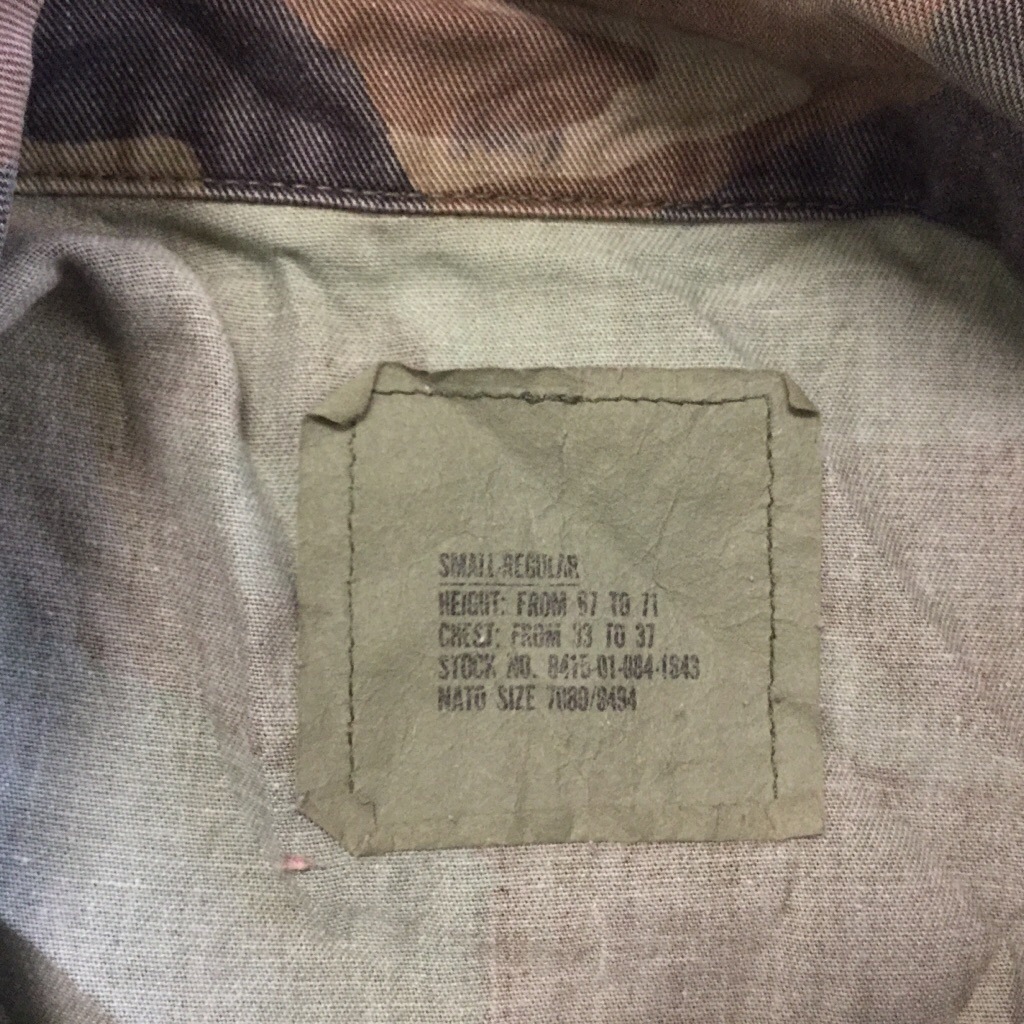 SMALL-REGULAR
HEIGHT: FROM 67 TO 71
CHEST: FROM 33 TO 37
STOCK NO. 8415-01-084-1643
NATO SIZE 7080/9494